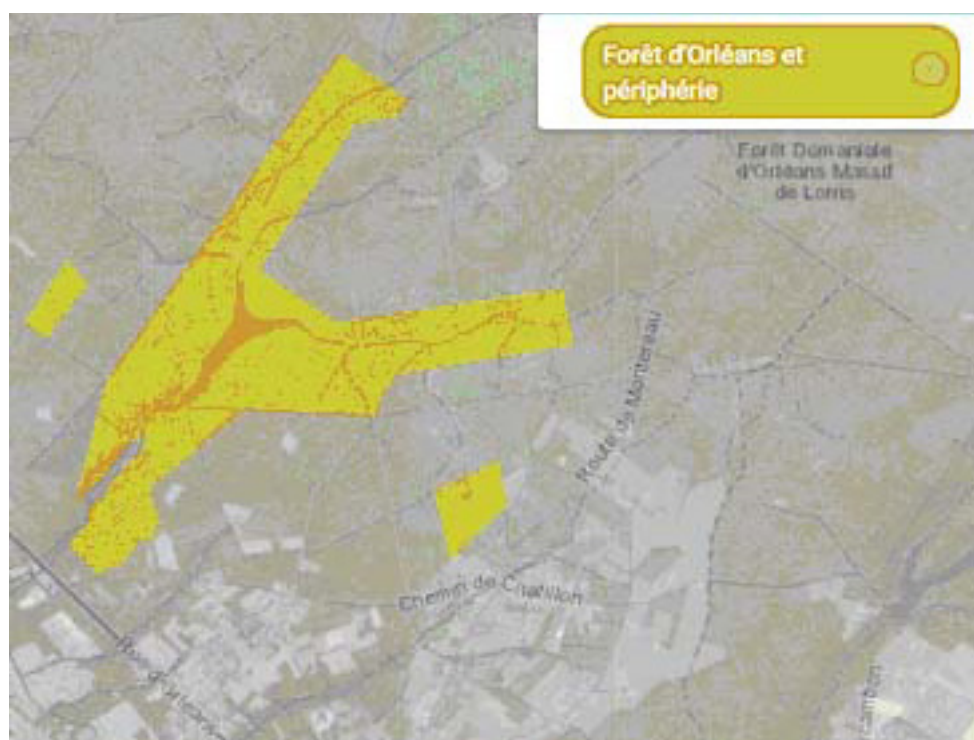 Forêt d'Orléans et
périphérie
Forêt Domaniale
d'Orléans Massif
de Lorris
Route de Montereau
Chemin de Chatillon